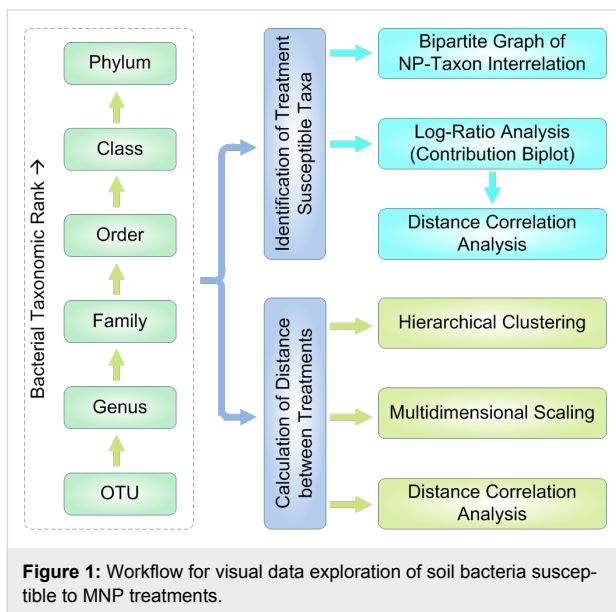 Bacterial Taxonomic Rank →
Phylum
Class
Order
Family
Genus
OTU
Identification of Treatment
Susceptible Taxa
Bipartite Graph of
NP-Taxon Interrelation
Log-Ratio Analysis
(Contribution Biplot)
Distance Correlation
Analysis
Calculation of Distance
between Treatments
Hierarchical Clustering
Multidimensional Scaling
Distance Correlation
Analysis
Figure 1: Workflow for visual data exploration of soil bacteria suscep-
tible to MNP treatments.